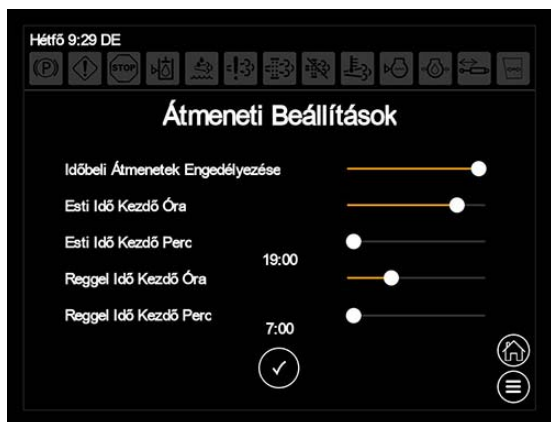 Hétfő 9:29 DE
(P)
STOP
Átmeneti Beállítások
Időbeli Átmenetek Engedélyezése
Esti Idő Kezdő Óra
Esti Idő Kezdő Perc
19:00
Reggel Idő Kezdő Óra
Reggel Idő Kezdő Perc
7:00